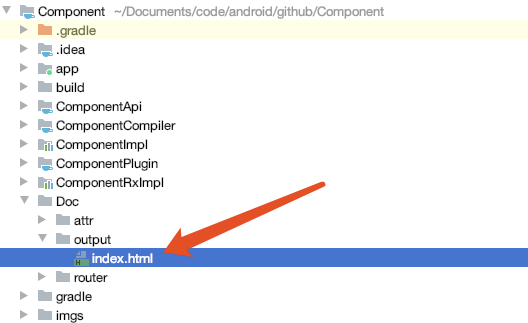 Component ~/Documents/code/android/github/Component
.gradle
.idea
app
build
ComponentApi
ComponentCompiler
ComponentImpl
ComponentPlugin
ComponentRxImpl
Doc
attr
output
index.html
router
gradle
imgs